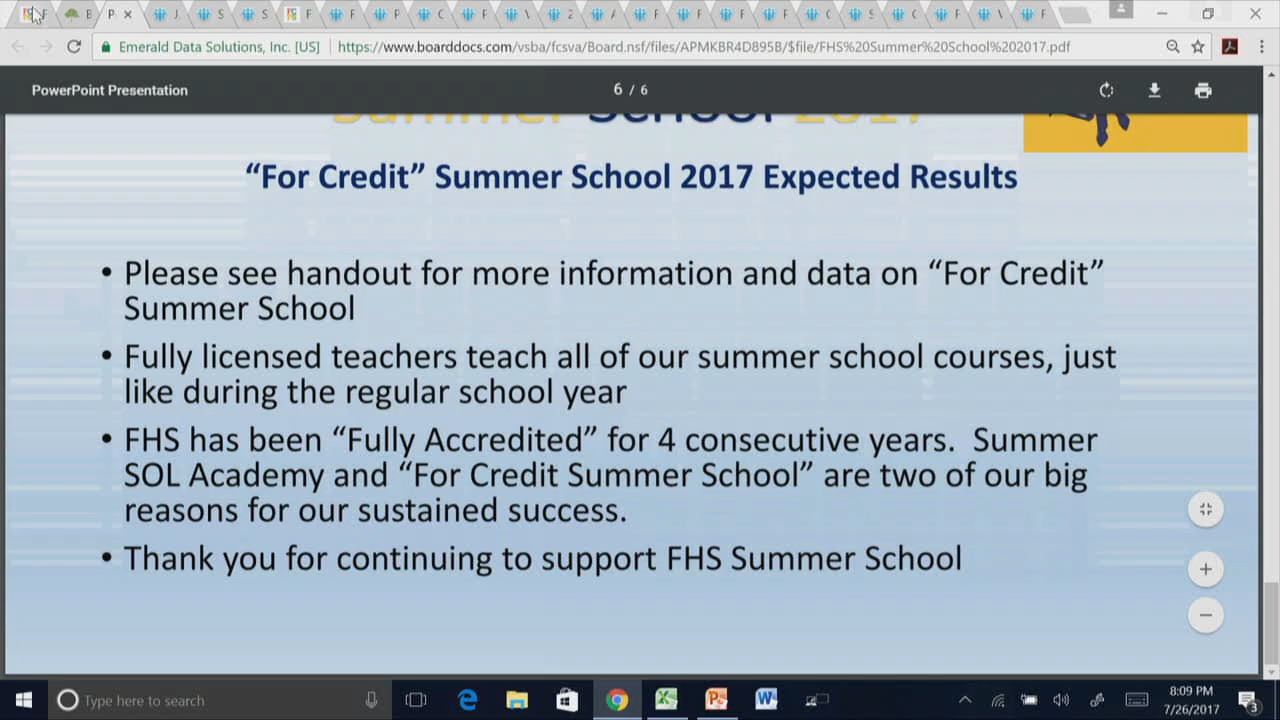 F
B
P
J
S
S
F
F
P
C
F
V
2
A
F
F
F
F
C
S
C
F
V
F
Emerald Data Solutions, Inc. [US]
https://www.boarddocs.com/vsba/fcsva/Board.nsf/files/APMKBR4D895B/$file/FHS%20Summer%20School%202017.pdf
PowerPoint Presentation
6 / 6
Summer School 2017
“For Credit” Summer School 2017 Expected Results
• Please see handout for more information and data on “For Credit”
Summer School
• Fully licensed teachers teach all of our summer school courses, just
like during the regular school year
• FHS has been “Fully Accredited” for 4 consecutive years. Summer
SOL Academy and “For Credit Summer School” are two of our big
reasons for our sustained success.
• Thank you for continuing to support FHS Summer School
Type here to search
8:09 PM
7/26/2017
3